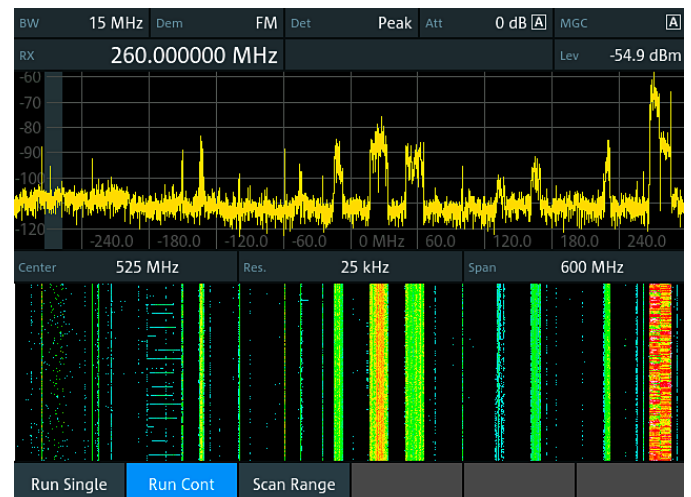 BW 15 MHz Dem FM Det Peak Att 0 dB A MGC A
RX 260.000000 MHz Lev -54.9 dBm
-60
-70
-80
-90
-100
-120
-240.0 -180.0 -120.0 -60.0 0 MHz 60.0 120.0 180.0 240.0
Center 525 MHz Res. 25 kHz Span 600 MHz
Run Single Run Cont Scan Range